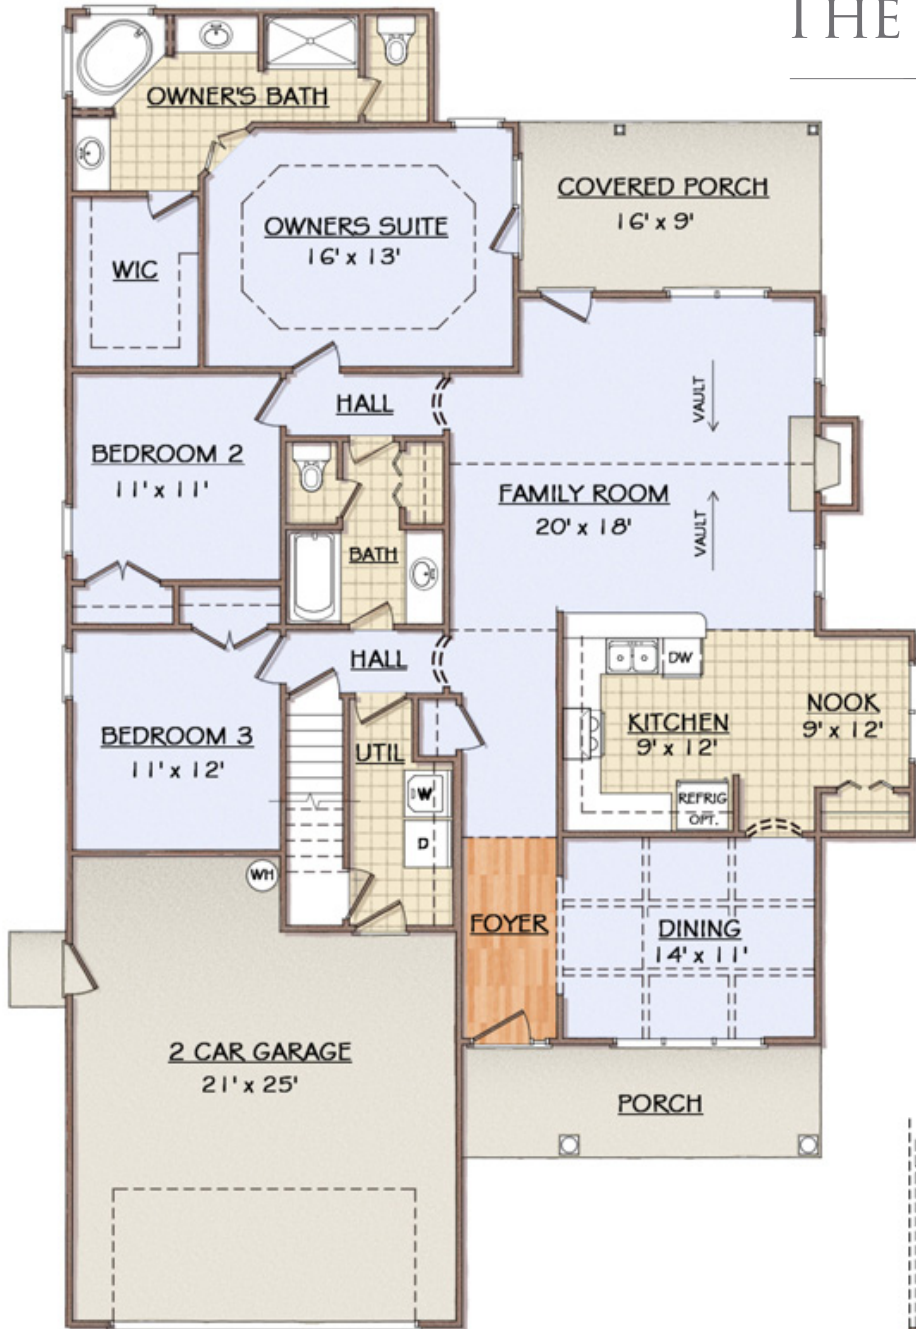 THE
OWNER'S BATH
COVERED PORCH
16' x 9'
OWNERS SUITE
16' x 13'
WIC
HALL
VAULT
BEDROOM 2
11' x 11'
FAMILY ROOM
20' x 18'
VAULT
BATH
HALL
DW
NOOK
9' x 12'
KITCHEN
9' x 12'
BEDROOM 3
11' x 12'
UTIL
W
REFRIG
OPT.
D
WH
FOYER
DINING
14' x 11'
2 CAR GARAGE
21' x 25'
PORCH